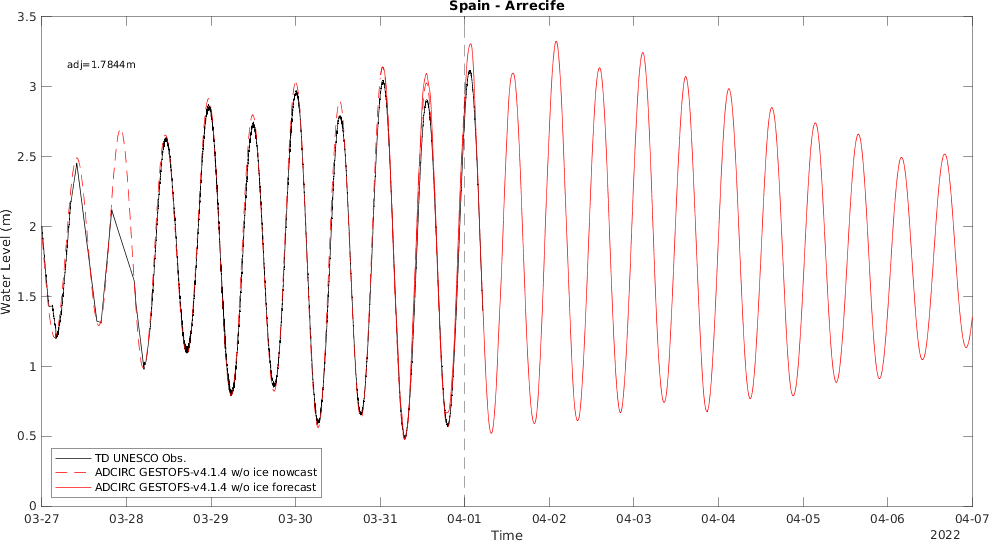 Spain - Arrecife
adj=1.7844m
Water Level (m)
3.5
3
2.5
2
1.5
1
0.5
0
TD UNESCO Obs.
ADCIRC GESTOFS-v4.1.4 w/o ice nowcast
ADCIRC GESTOFS-v4.1.4 w/o ice forecast
03-27 03-28 03-29 03-30 03-31 04-01 04-02 04-03 04-04 04-05 04-06 04-07
Time
2022